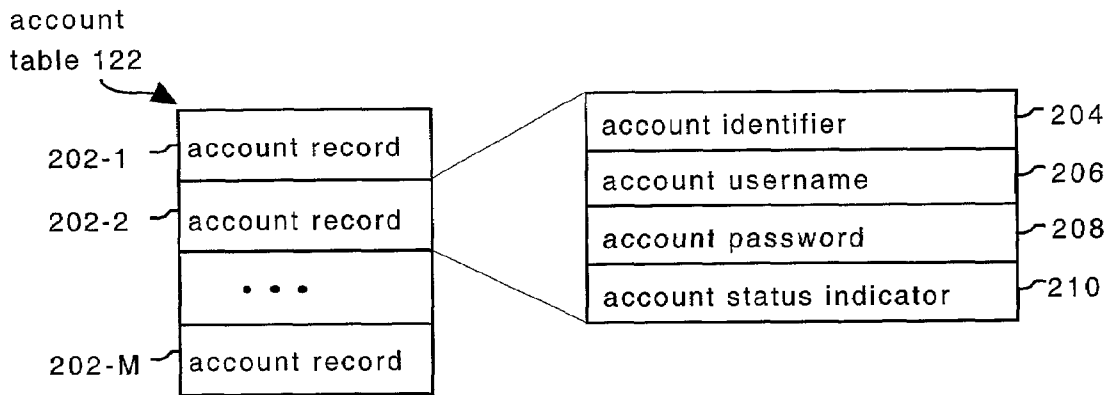 account
table 122
202-1
account record
202-2
account record
• • •
202-M
account record
account identifier
204
account username
206
account password
208
account status indicator
210